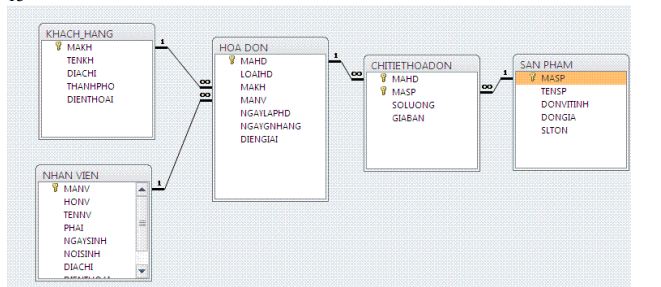 KHACH_HANG
MAKH
TENKH
DIACHI
THANHPHO
DIENTHOAI
1
∞
HOA DON
MAHD
LOAIHD
MAKH
MANV
NGAYLAPHD
NGAYGNHANG
DIENGIAI
∞
1
∞
CHITIETHOADON
MAHD
MASP
SOLUONG
GIABAN
∞
1
SAN PHAM
MASP
TENSP
DONVITINH
DONGIA
SLTON
NHAN VIEN
MANV
HONV
TENNV
PHAI
NGAYSINH
NOISINH
DIACHI
1